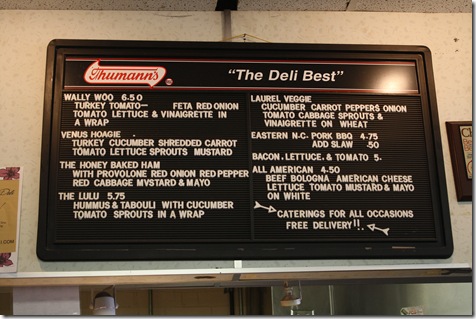 Thumann's
"The Deli Best"
WALLY WOO 6.50
TURKEY TOMATO— FETA RED ONION
TOMATO LETTUCE & VINAIGRETTE IN
A WRAP
VENUS HOAGIE
TURKEY CUCUMBER SHREDDED CARROT
TOMATO LETTUCE SPROUTS MUSTARD
THE HONEY BAKED HAM
WITH PROVOLONE RED ONION RED PEPPER
RED CABBAGE MVSTARD & MAYO
THE LULU 5.75
HUMMUS & TABOULI WITH CUCUMBER
TOMATO SPROUTS IN A WRAP
LAUREL VEGGIE
CUCUMBER CARROT PEPPERS ONION
TOMATO CABBAGE SPROUTS &
VINAIGRETTE ON WHEAT
EASTERN N.C. PORK BBQ 4.75
ADD SLAW .50
BACON. LETTUCE. & TOMATO 5.
ALL AMERICAN 4.50
BEEF BOLOGNA AMERICAN CHEESE
LETTUCE TOMATO MUSTARD & MAYO
ON WHITE
CATERINGS FOR ALL OCCASIONS
FREE DELIVERY!!.